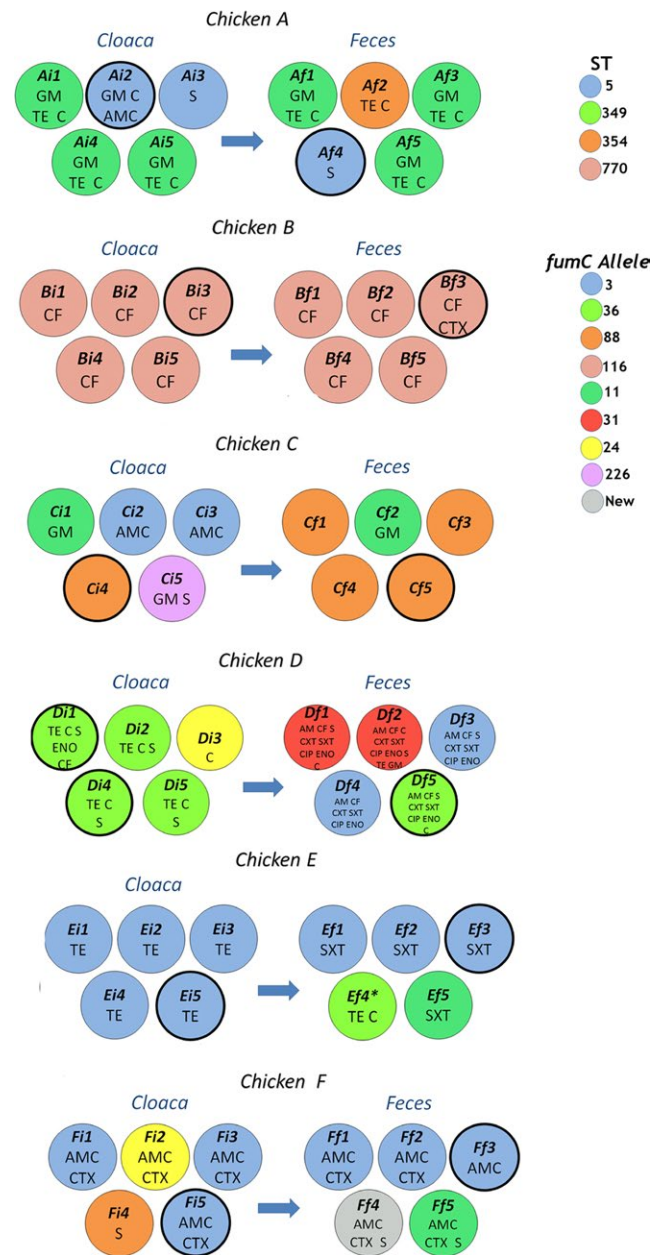 Chicken A
Cloaca
Feces
Ai1
GM
TE C
Ai2
GM C
AMC
Ai3
S
Ai4
GM
TE C
Ai5
GM
TE C
Af1
GM
TE C
Af2
TE C
Af3
GM
TE C
Af4
S
Af5
GM
TE C
ST
5
349
354
770
Chicken B
Cloaca
Feces
Bi1
CF
Bi2
CF
Bi3
CF
Bi4
CF
Bi5
CF
Bf1
CF
Bf2
CF
Bf3
CF
CTX
Bf4
CF
Bf5
CF
fumC Allele
3
36
88
116
11
31
24
226
New
Chicken C
Cloaca
Feces
Ci1
GM
Ci2
AMC
Ci3
AMC
Ci4
Ci5
GM S
Cf1
Cf2
GM
Cf3
Cf4
Cf5
Chicken D
Cloaca
Feces
Di1
TE C S
ENO
CF
Di2
TE C S
Di3
C
Di4
TE C
S
Di5
TE C
S
Df1
AM CF S
CXT SXT
CIP ENO
C
Df2
AM CF C
CXT SXT
CIP ENO S
TE GM
Df3
AM CF S
CXT SXT
CIP ENO
Df4
AM CF
CXT SXT
CIP ENO
Df5
AM CF S
CXT SXT
CIP ENO
C
Chicken E
Cloaca
Feces
Ei1
TE
Ei2
TE
Ei3
TE
Ei4
TE
Ei5
TE
Ef1
SXT
Ef2
SXT
Ef3
SXT
Ef4*
TE C
Ef5
SXT
Chicken F
Cloaca
Feces
Fi1
AMC
CTX
Fi2
AMC
CTX
Fi3
AMC
CTX
Fi4
S
Fi5
AMC
CTX
Ff1
AMC
CTX
Ff2
AMC
CTX
Ff3
AMC
Ff4
AMC
CTX S
Ff5
AMC
CTX S